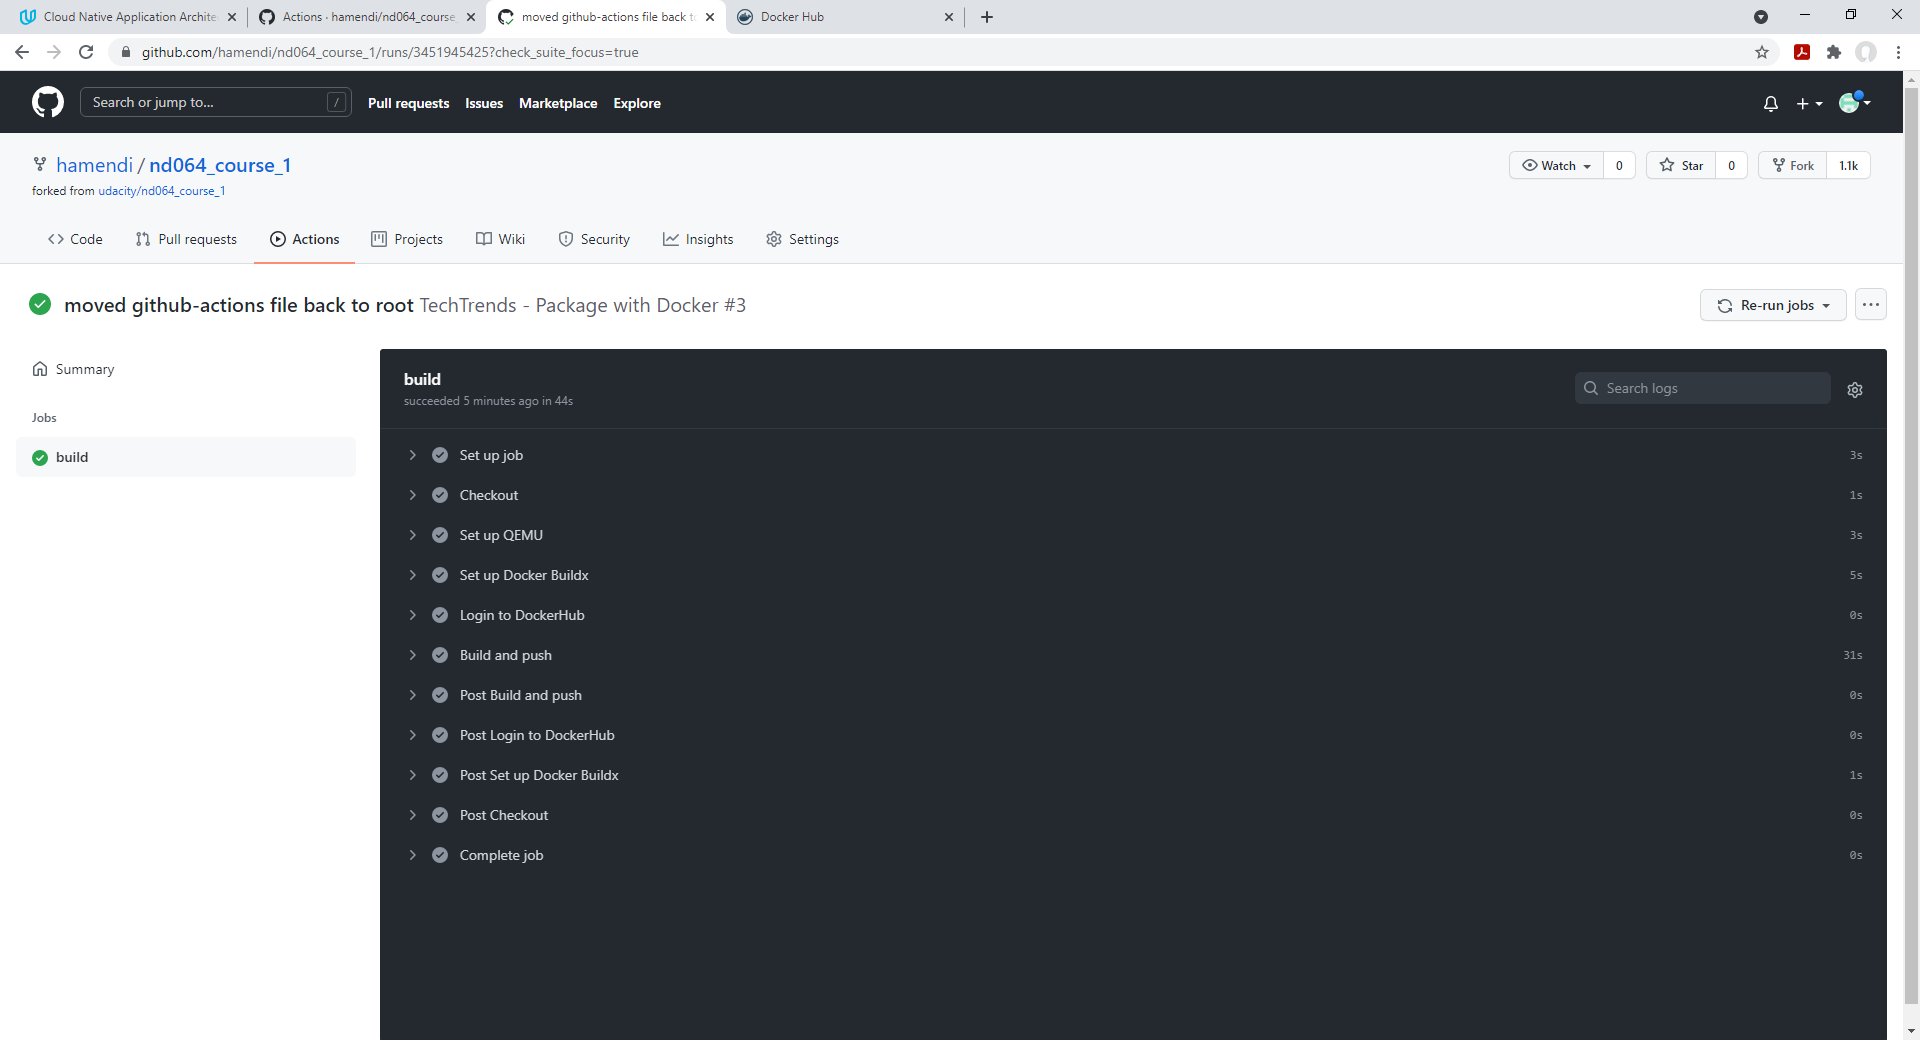 Cloud Native Application Archite
Actions · hamendi/nd064_course_
moved github-actions file back to
Docker Hub
github.com/hamendi/nd064_course_1/runs/3451945425?check_suite_focus=true
Search or jump to...
/
Pull requests
Issues
Marketplace
Explore
hamendi / nd064_course_1
Watch
0
Star
0
Fork
1.1k
forked from udacity/nd064_course_1
Code
Pull requests
Actions
Projects
Wiki
Security
Insights
Settings
moved github-actions file back to root TechTrends - Package with Docker #3
Re-run jobs
Summary
Jobs
build
build
succeeded 5 minutes ago in 44s
Search logs
Set up job
3s
Checkout
1s
Set up QEMU
3s
Set up Docker Buildx
5s
Login to DockerHub
0s
Build and push
31s
Post Build and push
0s
Post Login to DockerHub
0s
Post Set up Docker Buildx
1s
Post Checkout
0s
Complete job
0s